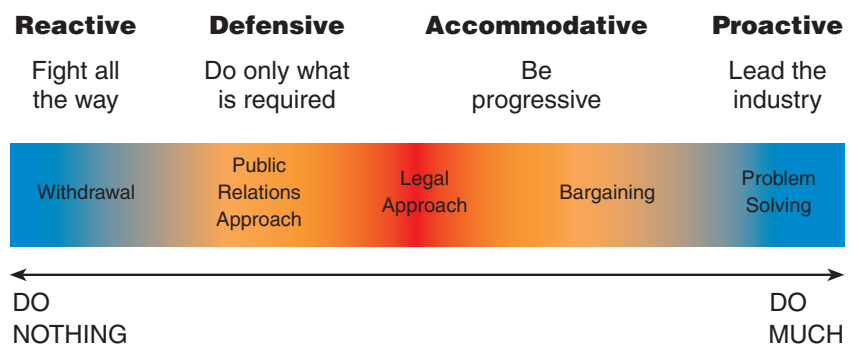 Reactive Defensive Accommodative Proactive
Fight all the way
Do only what is required
Be progressive
Lead the industry
Withdrawal
Public Relations Approach
Legal Approach
Bargaining
Problem Solving
DO NOTHING
DO MUCH